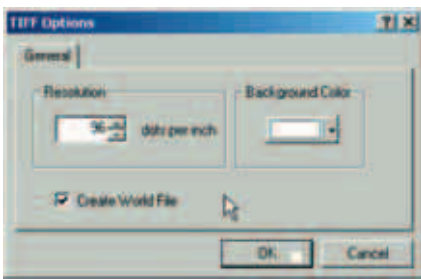 TIFF Options
General
Resolution
Background Color
96 dots per inch
Create World File
OK Cancel